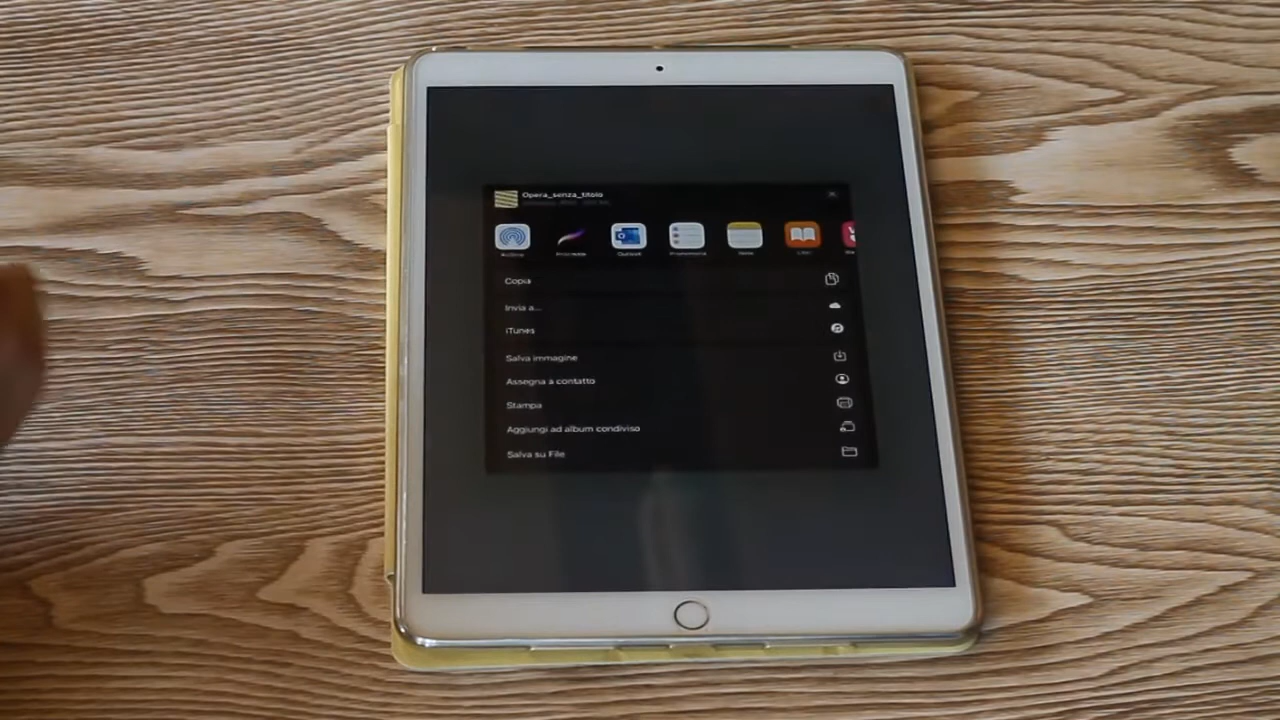 Opera_senza_titolo
AirDrop Procreate Outlook Promemoria Note Libri
Copia
Invia a...
iTunes
Salva immagine
Assegna a contatto
Stampa
Aggiungi ad album condiviso
Salva su File